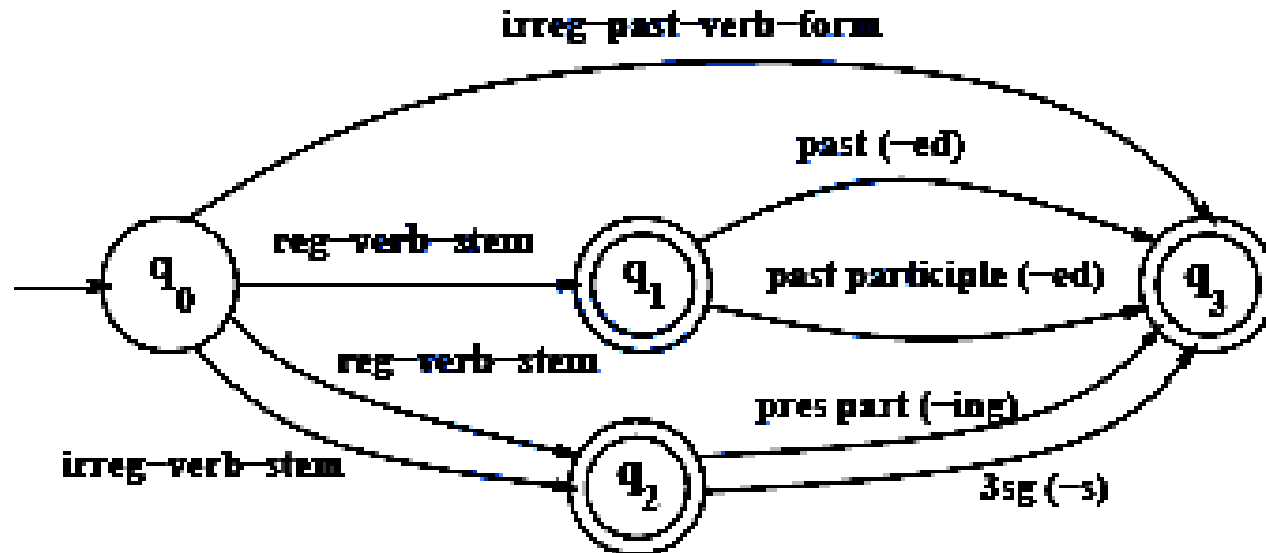 irreg-past-verb-form
past (-ed)
reg-verb-stem
q0
q1
past participle (-ed)
q3
reg-verb-stem
pres part (-ing)
irreg-verb-stem
q2
3sg (-s)